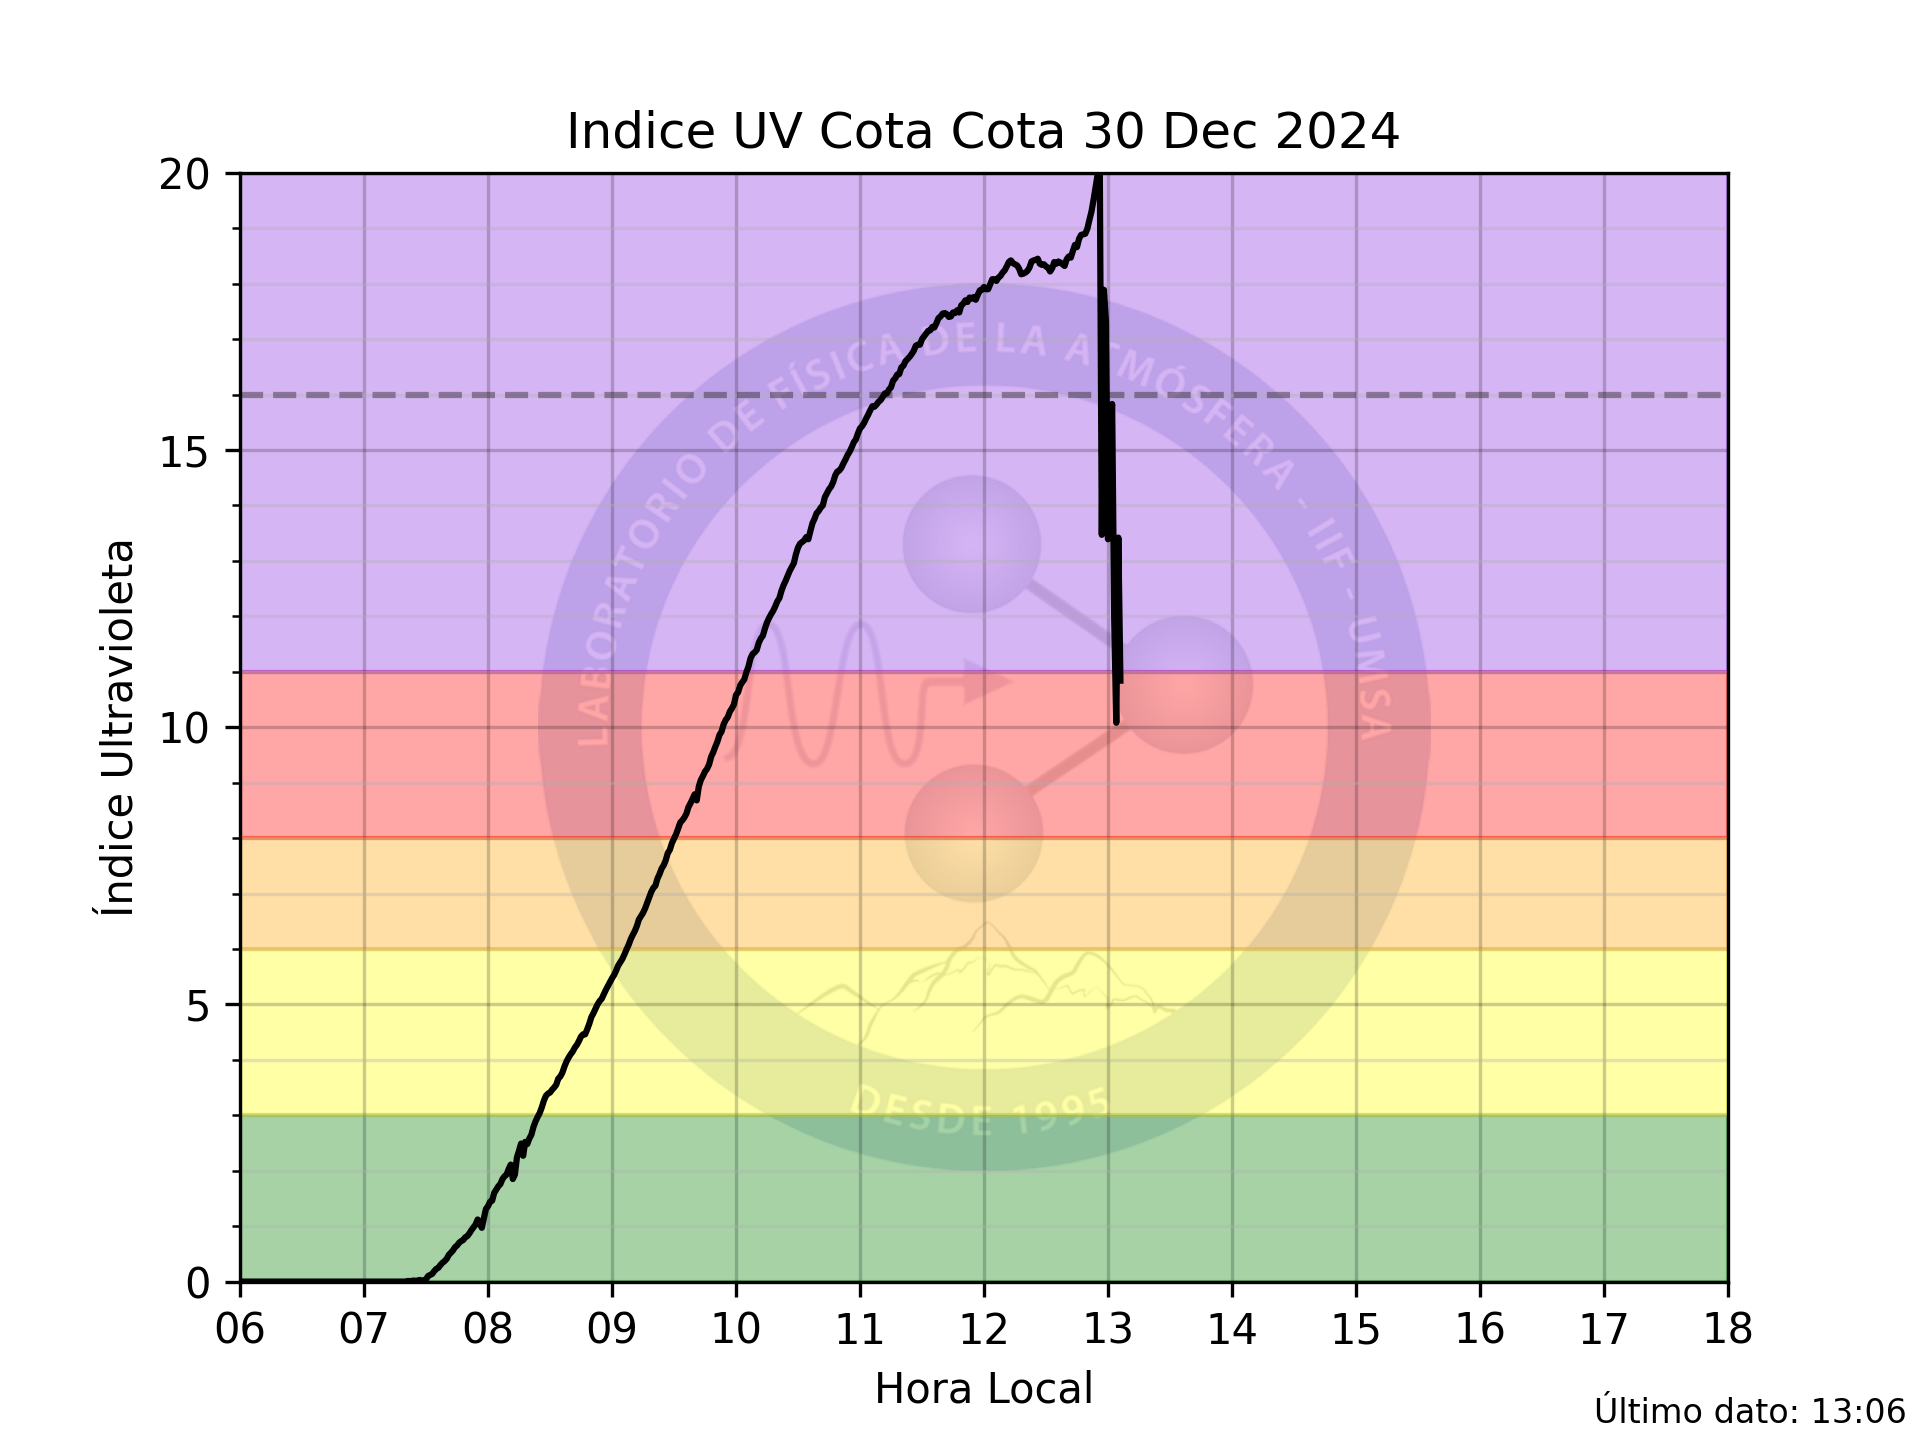 Indice UV Cota Cota 30 Dec 2024
20
15
10
5
0
Índice Ultravioleta
LABORATORIO DE FÍSICA DE LA ATMÓSFERA - IIF - UMSA
DESDE 1995
06 07 08 09 10 11 12 13 14 15 16 17 18
Hora Local
Último dato: 13:06